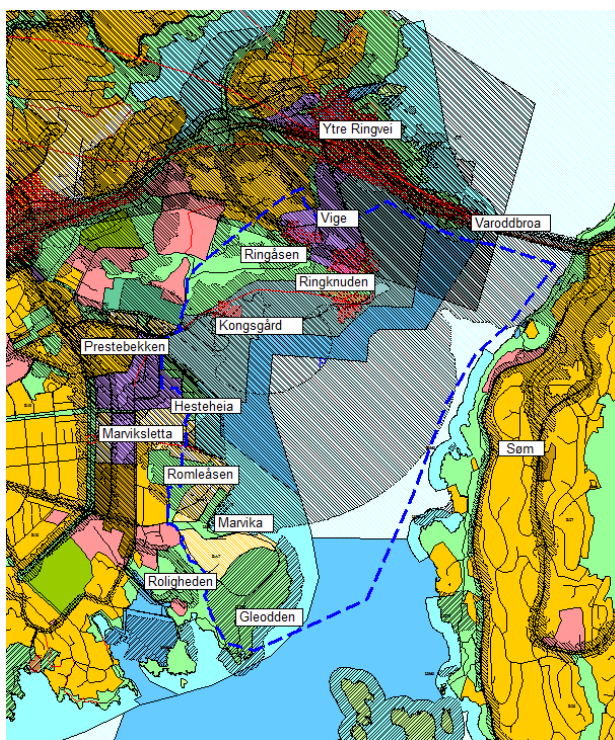 Ytre Ringvei
Vige
Varoddbroa
Ringåsen
Ringknuden
Kongsgård
Prestebekken
Hesteheia
Marviksletta
Søm
Romleåsen
Marvika
Roligheden
Gleodden